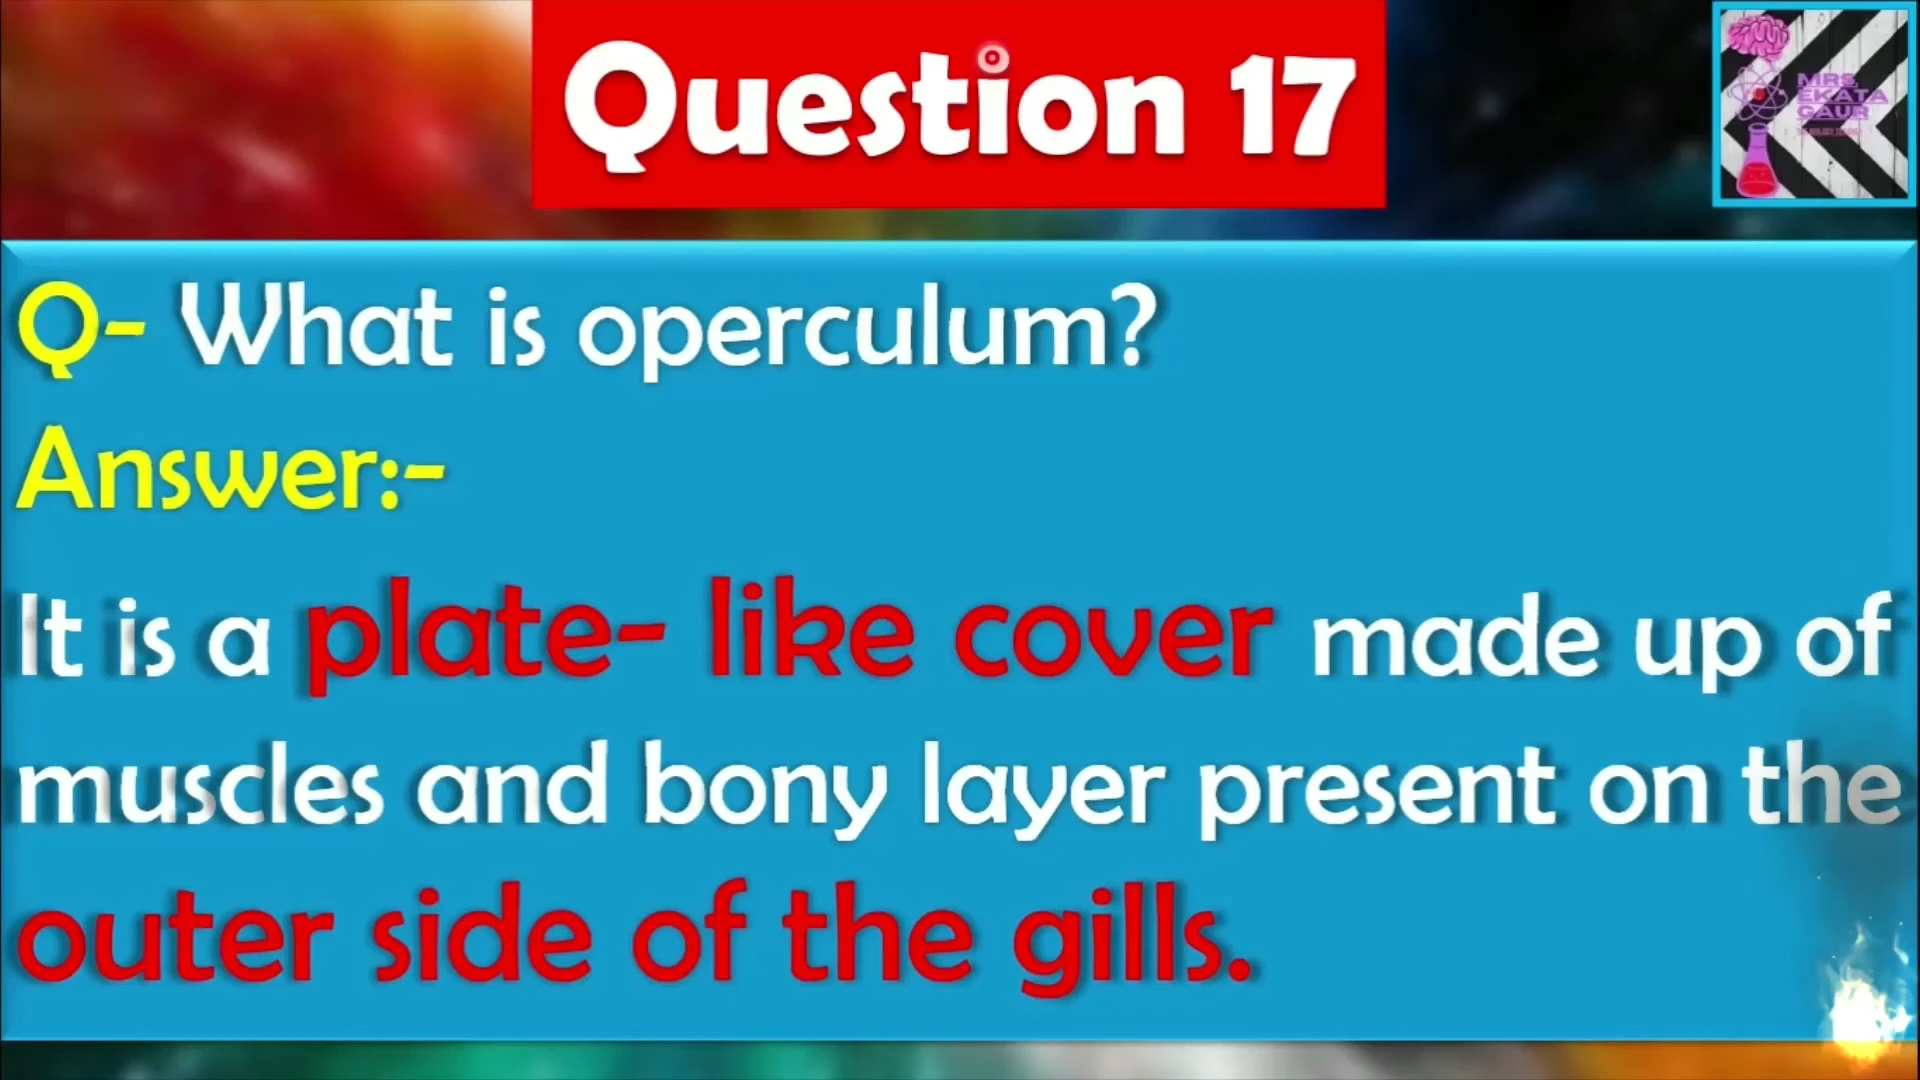 Question 17
MRS.
EKATA
GAUR
Q- What is operculum?
Answer:-
It is a plate- like cover made up of
muscles and bony layer present on the
outer side of the gills.